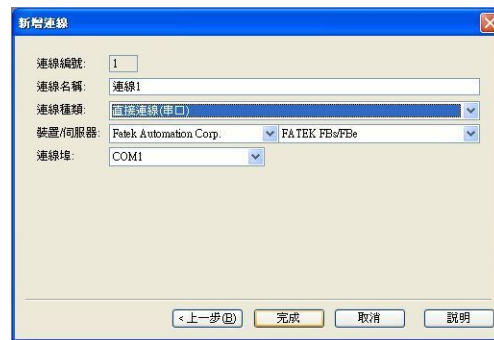 新增連線
連線編號: 1
連線名稱: 連線1
連線種類: 直接連線(串口)
裝置/伺服器: Fatek Automation Corp. FATEK FBs/FBe
連線埠: COM1
<上一步(B) 完成 取消 說明